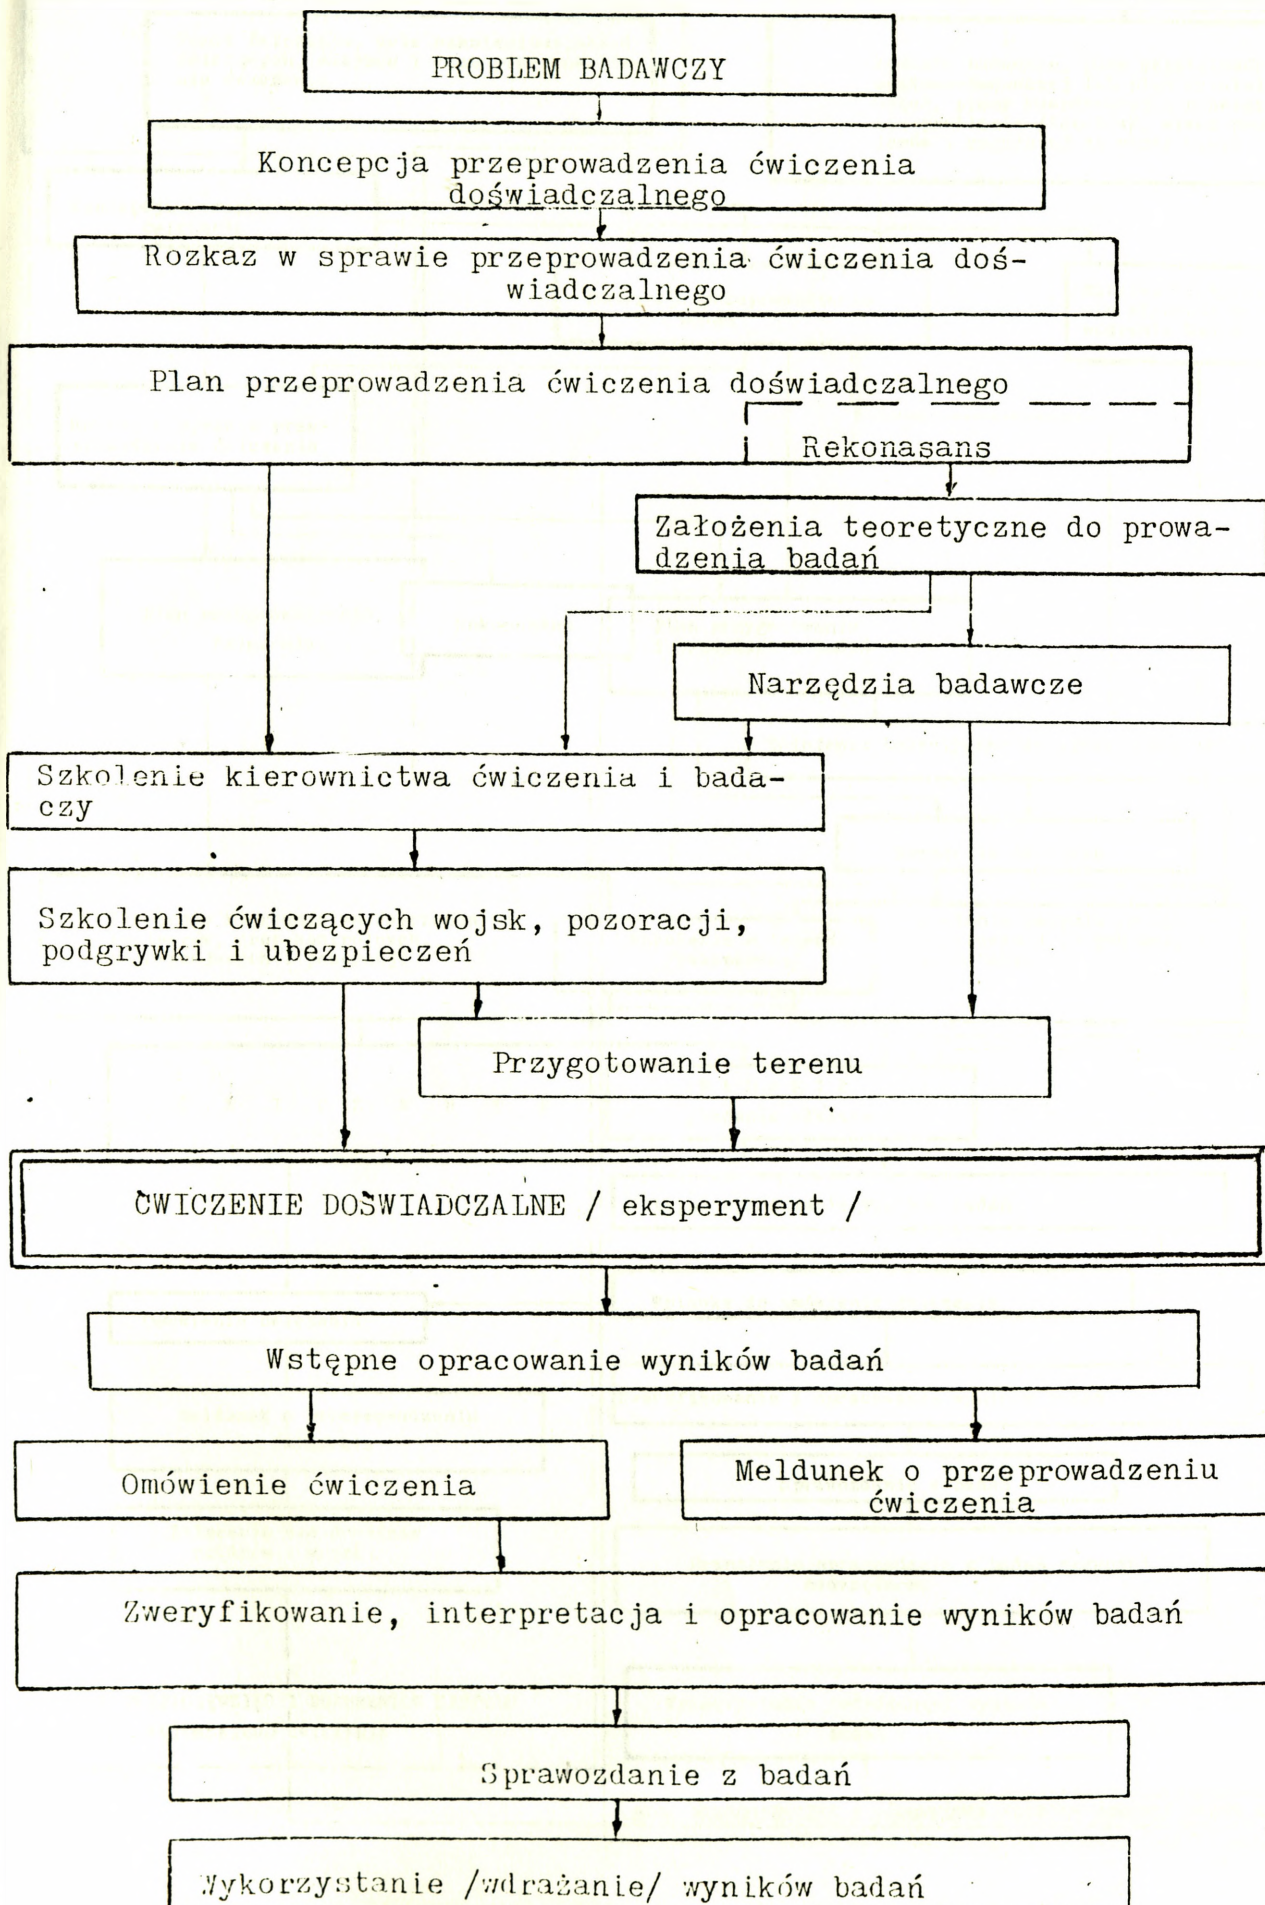 PROBLEM BADAWCZY
Koncepcja przeprowadzenia ćwiczenia
doświadczalnego
Rozkaz w sprawie przeprowadzenia ćwiczenia doś-
wiadczalnego
Plan przeprowadzenia ćwiczenia doświadczalnego
Rekonasans
Założenia teoretyczne do prowa-
dzenia badań
Narzędzia badawcze
Szkolenie kierownictwa ćwiczenia i bada-
czy
Szkolenie ćwiczących wojsk, pozoracji,
podgrywki i ubezpieczeń
Przygotowanie terenu
ĆWICZENIE DOŚWIADCZALNE / eksperyment /
Wstępne opracowanie wyników badań
Omówienie ćwiczenia
Meldunek o przeprowadzeniu
ćwiczenia
Zweryfikowanie, interpretacja i opracowanie wyników badań
Sprawozdanie z badań
Wykorzystanie /wdrażanie/ wyników badań